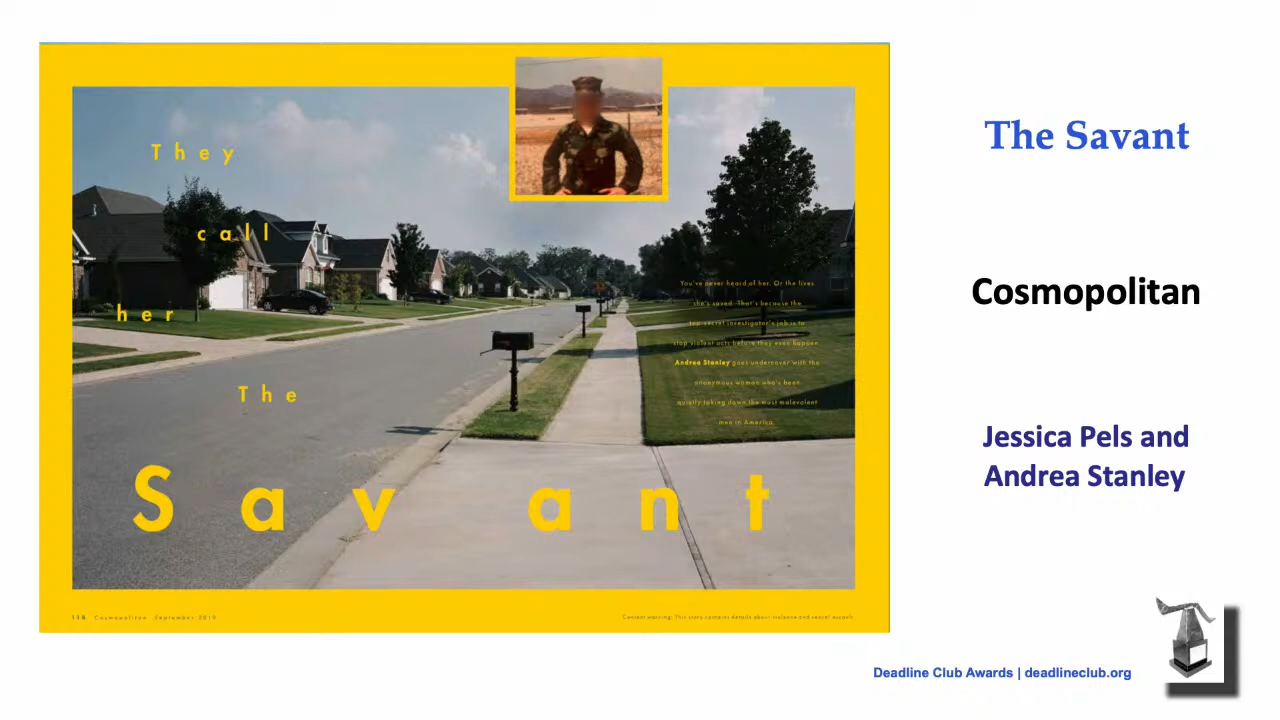 They
call
her
The
Savant
You've never heard of her. Or the lives
she's saved. That's because the
top secret investigator's job is to
stop violent acts before they even happen
Andrea Stanley goes undercover with the
anonymous woman who's been
quietly taking down the most malevolent
men in America.
118 Cosmopolitan September 2019
Content warning: This story contains details about violence and sexual assault.
The Savant
Cosmopolitan
Jessica Pels and
Andrea Stanley
Deadline Club Awards | deadlineclub.org